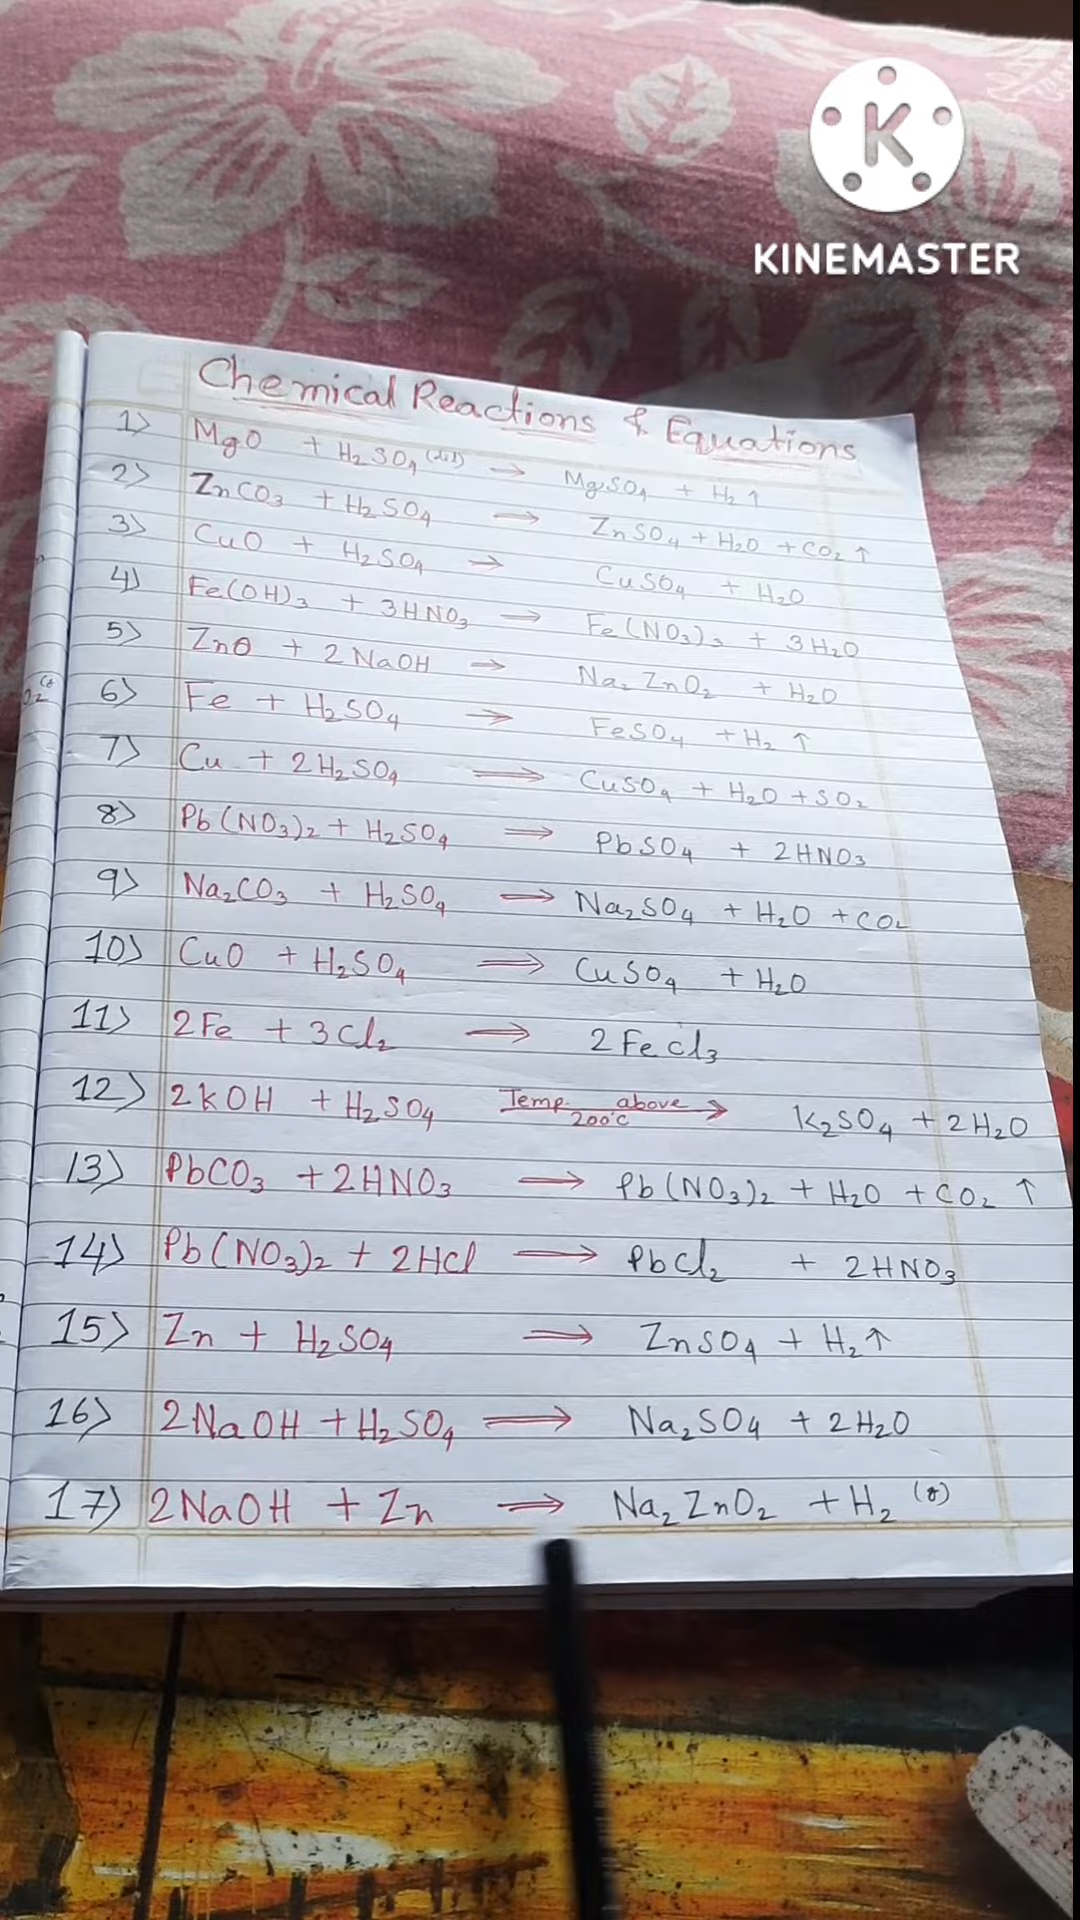 K
KINEMASTER
Chemical Reactions & Equations
1) MgO + H₂SO₄ (dil) → MgSO₄ + H₂ ↑
2) ZnCO₃ + H₂SO₄ → ZnSO₄ + H₂O + CO₂ ↑
3) CuO + H₂SO₄ → CuSO₄ + H₂O
4) Fe(OH)₃ + 3HNO₃ → Fe(NO₃)₃ + 3H₂O
5) ZnO + 2NaOH → Na₂ZnO₂ + H₂O
6) Fe + H₂SO₄ → FeSO₄ + H₂ ↑
7) Cu + 2H₂SO₄ → CuSO₄ + H₂O + SO₂
8) Pb(NO₃)₂ + H₂SO₄ → PbSO₄ + 2HNO₃
9) Na₂CO₃ + H₂SO₄ → Na₂SO₄ + H₂O + CO₂
10) CuO + H₂SO₄ → CuSO₄ + H₂O
11) 2Fe + 3Cl₂ → 2FeCl₃
12) 2KOH + H₂SO₄ Temp. above 200°C → K₂SO₄ + 2H₂O
13) PbCO₃ + 2HNO₃ → Pb(NO₃)₂ + H₂O + CO₂ ↑
14) Pb(NO₃)₂ + 2HCl → PbCl₂ + 2HNO₃
15) Zn + H₂SO₄ → ZnSO₄ + H₂ ↑
16) 2NaOH + H₂SO₄ → Na₂SO₄ + 2H₂O
17) 2NaOH + Zn → Na₂ZnO₂ + H₂ (g)